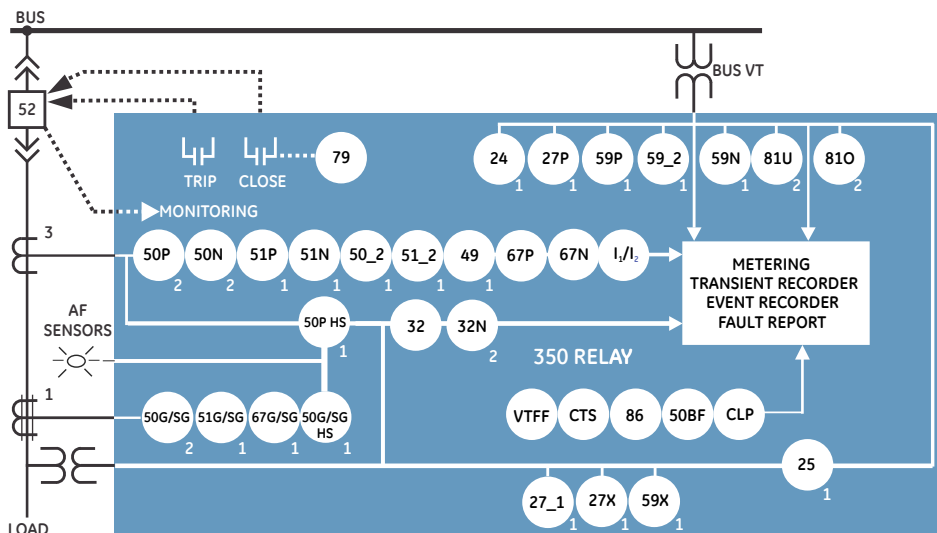 BUS
BUS VT
52
TRIP CLOSE 79
24 27P 59P 59_2 59N 81U 81O
1 1 1 1 1 2 2
MONITORING
3
50P 50N 51P 51N 50_2 51_2 49 67P 67N I₁/I₂
2 2 1 1 1 1 1
METERING
TRANSIENT RECORDER
EVENT RECORDER
FAULT REPORT
AF
SENSORS
50P HS 32 32N
1 2
350 RELAY
1
50G/SG 51G/SG 67G/SG 50G/SG
HS
2 1 1 1
VTFF CTS 86 50BF CLP
25
1
27_1 27X 59X
1 1 1
LOAD